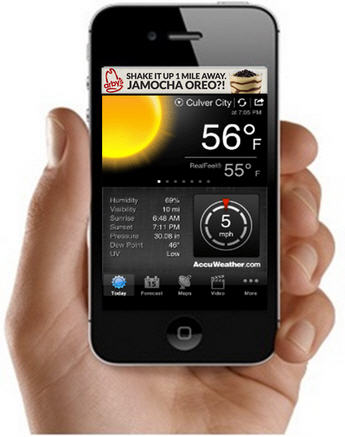 arby's
SHAKE IT UP 1 MILE AWAY.
JAMOCHA OREO?!
Culver City
at 7:05 PM
56°F
RealFeel® 55°F
Humidity 69%
Visibility 10 mi
Sunrise 6:48 AM
Sunset 7:11 PM
Pressure 30.08 in
Dew Point 46°
UV Low
5
mph
AccuWeather.com
15
Today Forecast Maps Video More